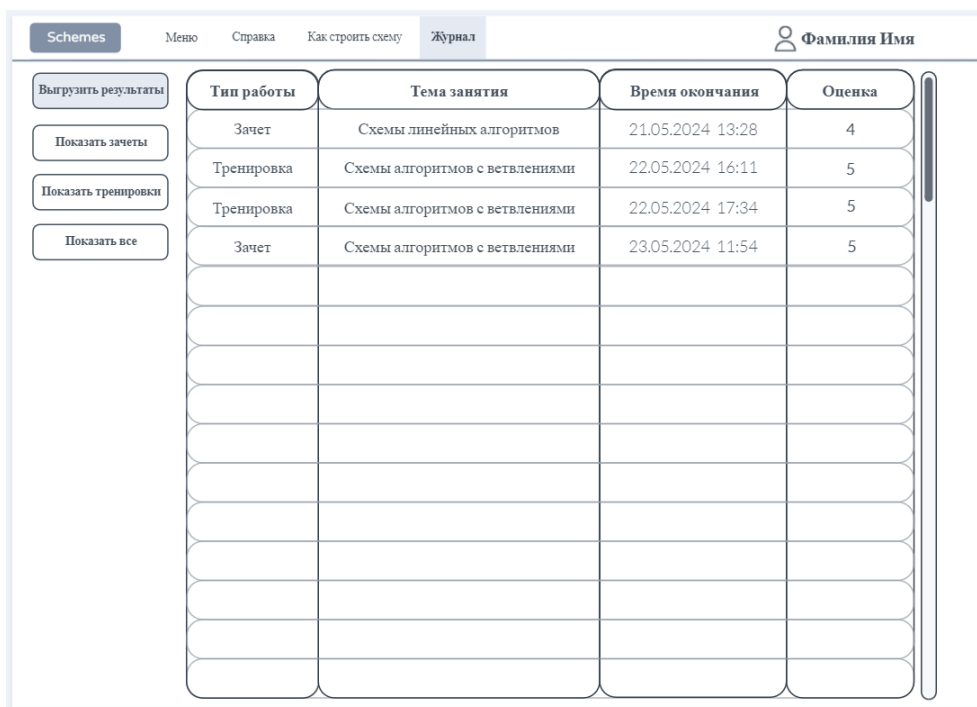 Schemes Меню Справка Как строить схему Журнал Фамилия Имя
Выгрузить результаты
Показать зачеты
Показать тренировки
Показать все
Тип работы Тема занятия Время окончания Оценка
Зачет Схемы линейных алгоритмов 21.05.2024 13:28 4
Тренировка Схемы алгоритмов с ветвлениями 22.05.2024 16:11 5
Тренировка Схемы алгоритмов с ветвлениями 22.05.2024 17:34 5
Зачет Схемы алгоритмов с ветвлениями 23.05.2024 11:54 5